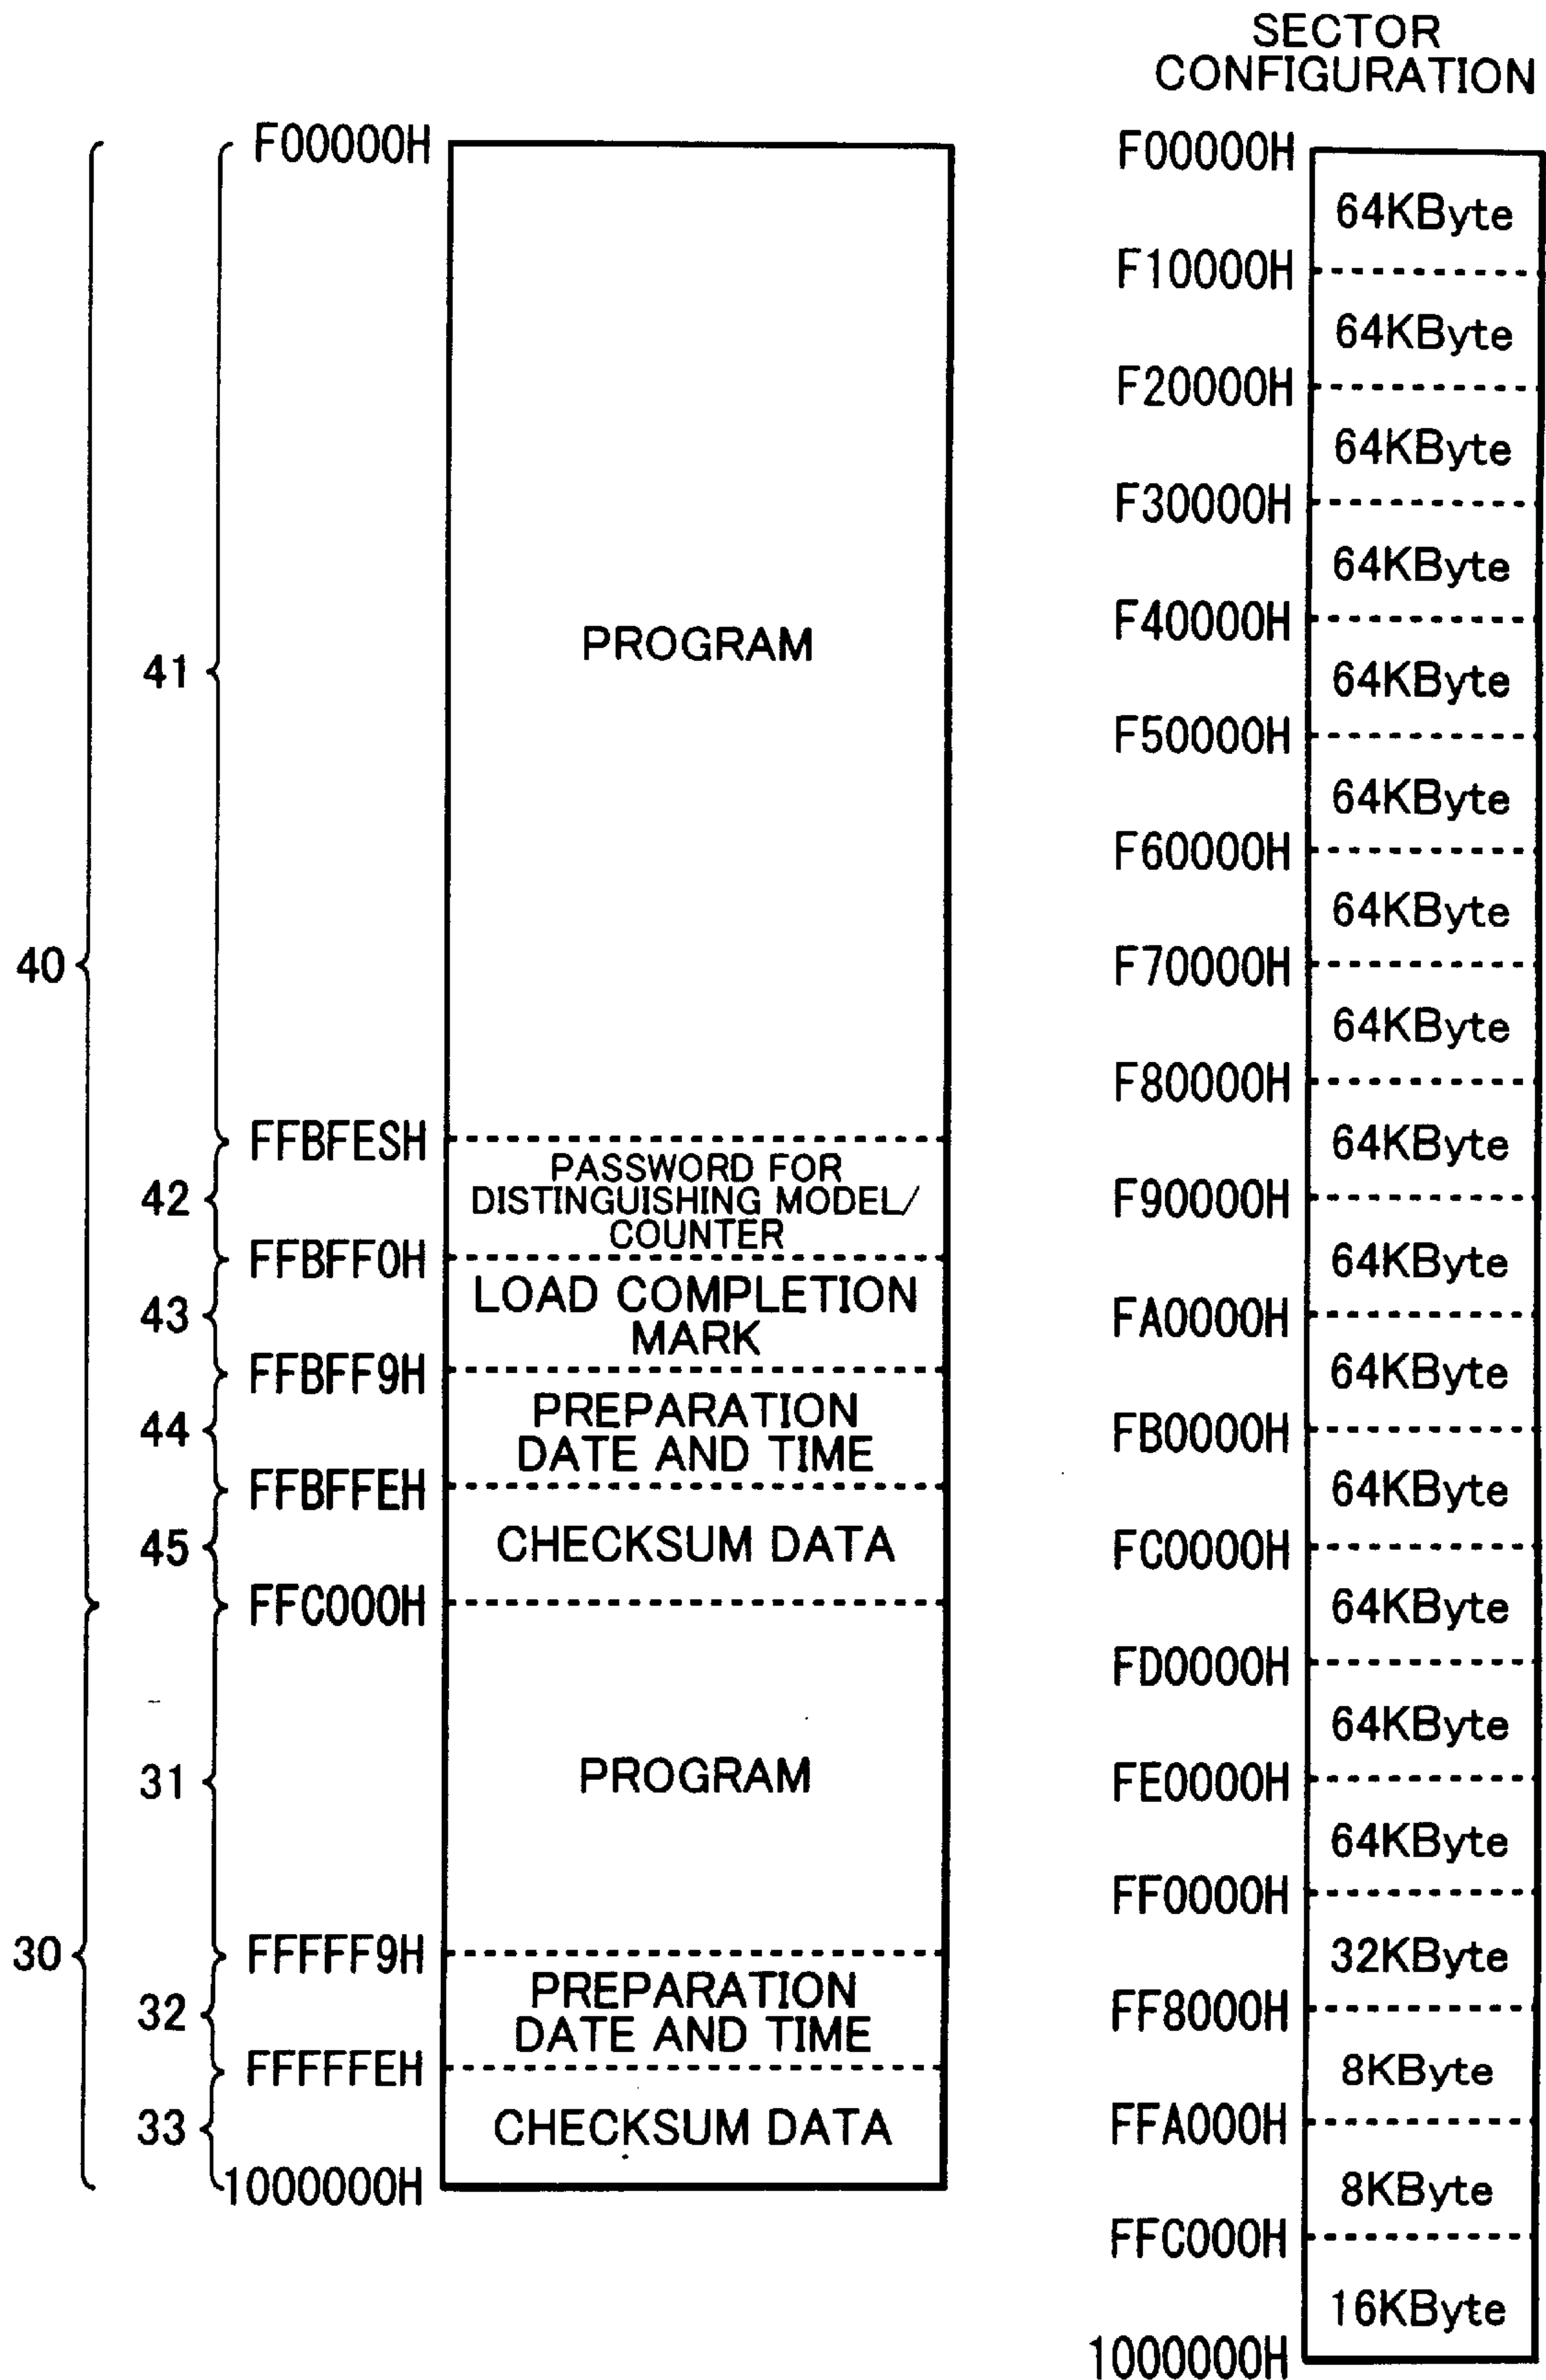 SECTOR
CONFIGURATION
F00000H
41
40
PROGRAM
FFBFESH
42
PASSWORD FOR
DISTINGUISHING MODEL/
COUNTER
FFBFF0H
43
LOAD COMPLETION
MARK
FFBFF9H
44
PREPARATION
DATE AND TIME
FFBFFEH
45
CHECKSUM DATA
FFC000H
31
PROGRAM
30
FFFFF9H
32
PREPARATION
DATE AND TIME
FFFFFEH
33
CHECKSUM DATA
1000000H
F00000H
64KByte
F10000H
64KByte
F20000H
64KByte
F30000H
64KByte
F40000H
64KByte
F50000H
64KByte
F60000H
64KByte
F70000H
64KByte
F80000H
64KByte
F90000H
64KByte
FA0000H
64KByte
FB0000H
64KByte
FC0000H
64KByte
FD0000H
64KByte
FE0000H
64KByte
FF0000H
32KByte
FF8000H
8KByte
FFA000H
8KByte
FFC000H
16KByte
1000000H